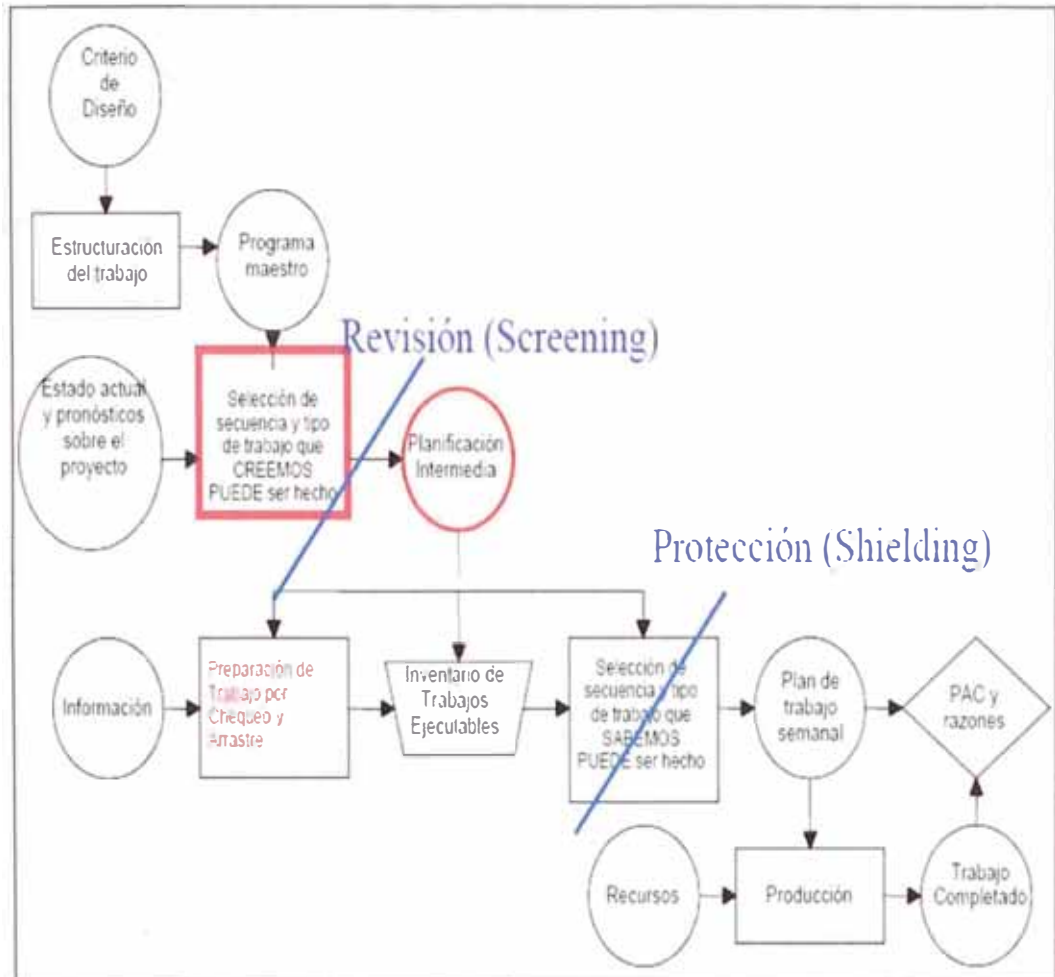 Criterio
de
Diseño
Estructuración
del trabajo
Programa
maestro
Revisión (Screening)
Estado actual
y pronósticos
sobre el
proyecto
Selección de
secuencia y tipo
de trabajo que
CREEMOS
PUEDE ser hecho
Planificación
Intermedia
Protección (Shielding)
Información
Preparación de
Trabajo por
Chequeo y
Arrastre
Inventario de
Trabajos
Ejecutables
Selección de
secuencia y tipo
de trabajo que
SABEMOS
PUEDE ser hecho
Plan de
trabajo
semanal
PAC y
razones
Recursos
Producción
Trabajo
Completado